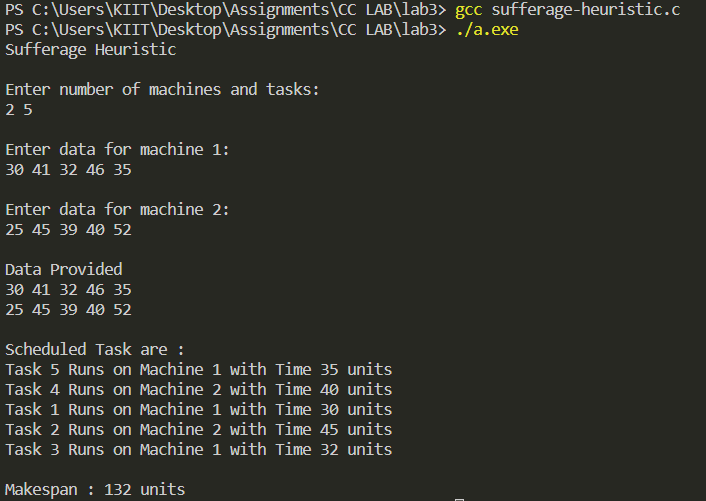 PS C:\Users\KIIT\Desktop\Assignments\CC LAB\lab3> gcc sufferage-heuristic.c
PS C:\Users\KIIT\Desktop\Assignments\CC LAB\lab3> ./a.exe
Sufferage Heuristic
Enter number of machines and tasks:
2 5
Enter data for machine 1:
30 41 32 46 35
Enter data for machine 2:
25 45 39 40 52
Data Provided
30 41 32 46 35
25 45 39 40 52
Scheduled Task are :
Task 5 Runs on Machine 1 with Time 35 units
Task 4 Runs on Machine 2 with Time 40 units
Task 1 Runs on Machine 1 with Time 30 units
Task 2 Runs on Machine 2 with Time 45 units
Task 3 Runs on Machine 1 with Time 32 units
Makespan : 132 units